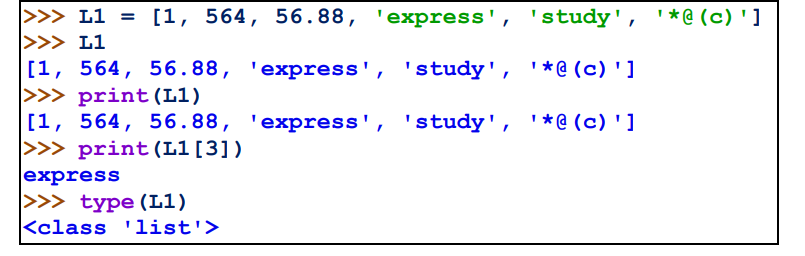 >>> L1 = [1, 564, 56.88, 'express', 'study', '*@(c)']
>>> L1
[1, 564, 56.88, 'express', 'study', '*@(c)']
>>> print(L1)
[1, 564, 56.88, 'express', 'study', '*@(c)']
>>> print(L1[3])
express
>>> type(L1)
<class 'list'>